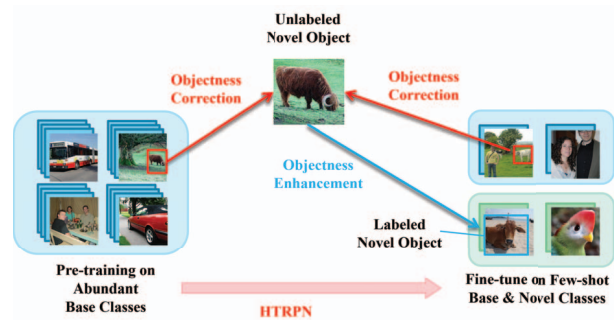 Unlabeled
Novel Object
Objectness
Correction
Objectness
Correction
Objectness
Enhancement
Labeled
Novel Object
Pre-training on
Abundant
Base Classes
HTRPN
Fine-tune on Few-shot
Base & Novel Classes